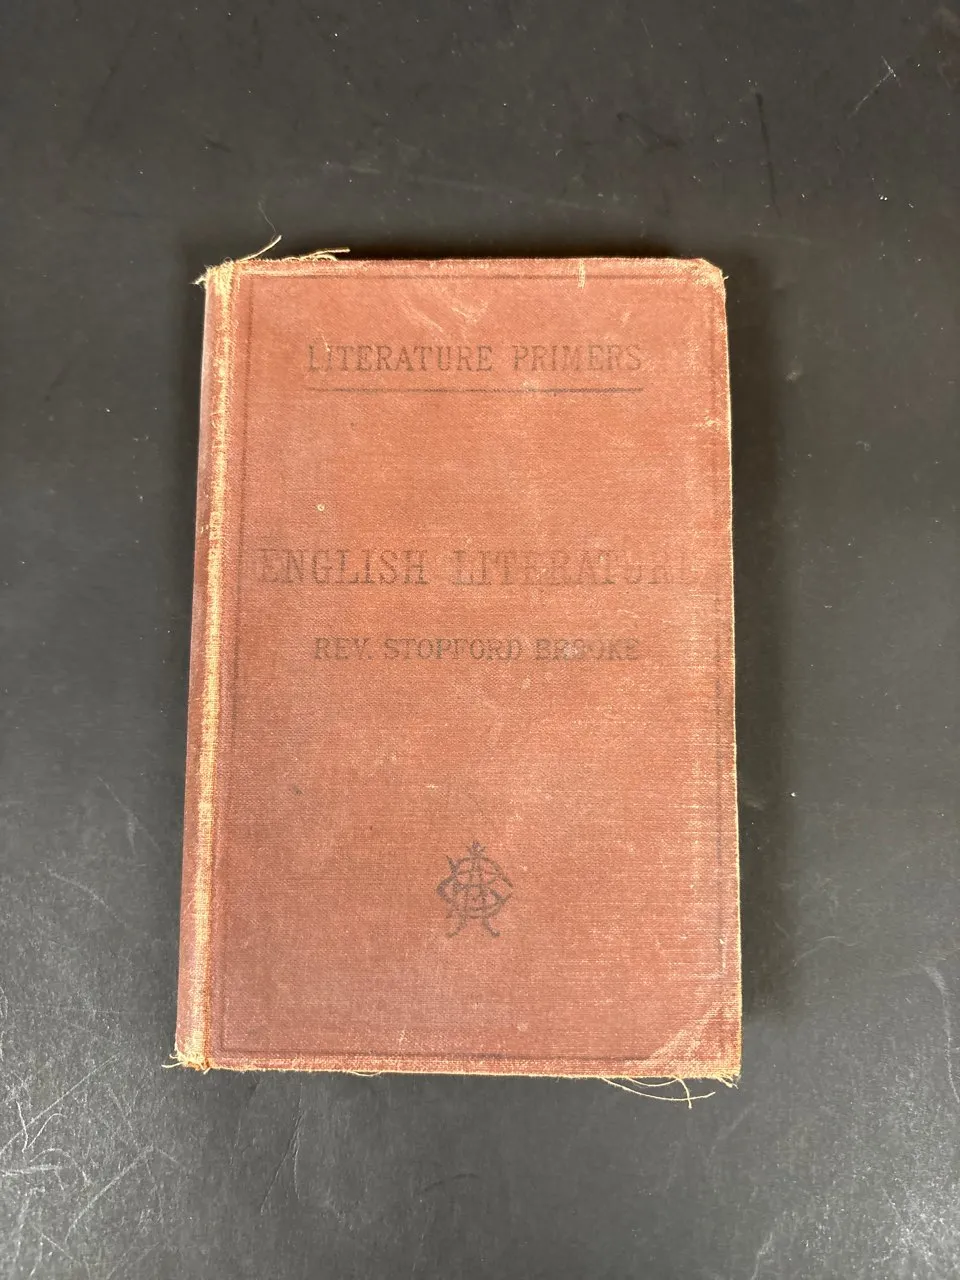 LITERATURE PRIMERS
ENGLISH LITERATURE
REV. STOPFORD BROOKE